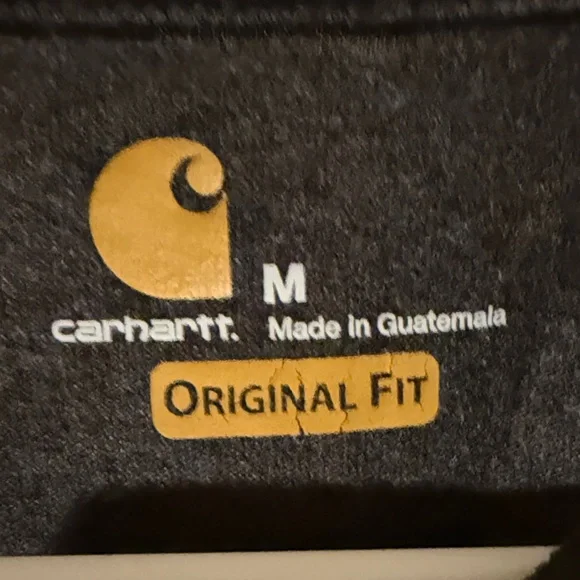 M
carhartt. Made in Guatemala
ORIGINAL FIT